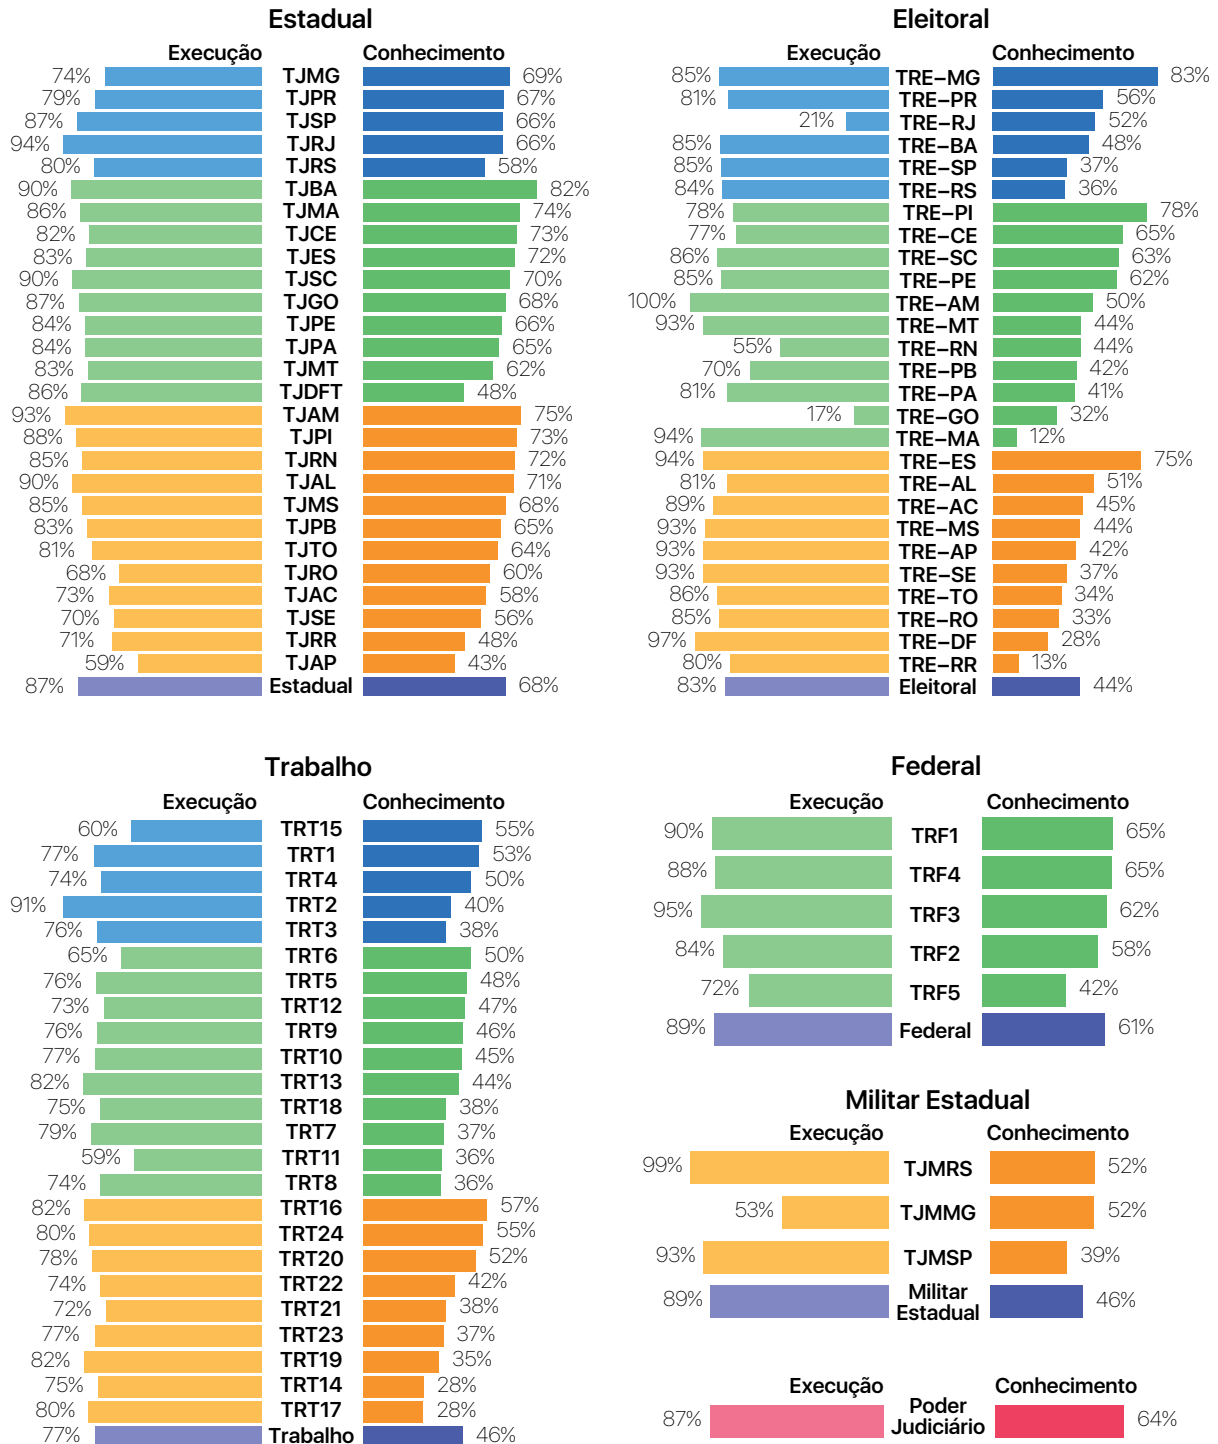 Estadual
Execução Conhecimento
74% TJMG 69%
79% TJPR 67%
87% TJSP 66%
94% TJRJ 66%
80% TJRS 58%
90% TJBA 82%
86% TJMA 74%
82% TJCE 73%
83% TJES 72%
90% TJSC 70%
87% TJGO 68%
84% TJPE 66%
84% TJPA 65%
83% TJMT 62%
86% TJDFT 48%
93% TJAM 75%
88% TJPI 73%
85% TJRN 72%
90% TJAL 71%
85% TJMS 68%
83% TJPB 65%
81% TJTO 64%
68% TJRO 60%
73% TJAC 58%
70% TJSE 56%
71% TJRR 48%
59% TJAP 43%
87% Estadual 68%
Eleitoral
Execução Conhecimento
85% TRE–MG 83%
81% TRE–PR 56%
21% TRE–RJ 52%
85% TRE–BA 48%
85% TRE–SP 37%
84% TRE–RS 36%
78% TRE–PI 78%
77% TRE–CE 65%
86% TRE–SC 63%
85% TRE–PE 62%
100% TRE–AM 50%
93% TRE–MT 44%
55% TRE–RN 44%
70% TRE–PB 42%
81% TRE–PA 41%
17% TRE–GO 32%
94% TRE–MA 12%
94% TRE–ES 75%
81% TRE–AL 51%
89% TRE–AC 45%
93% TRE–MS 44%
93% TRE–AP 42%
93% TRE–SE 37%
86% TRE–TO 34%
85% TRE–RO 33%
97% TRE–DF 28%
80% TRE–RR 13%
83% Eleitoral 44%
Trabalho
Execução Conhecimento
60% TRT15 55%
77% TRT1 53%
74% TRT4 50%
91% TRT2 40%
76% TRT3 38%
65% TRT6 50%
76% TRT5 48%
73% TRT12 47%
76% TRT9 46%
77% TRT10 45%
82% TRT13 44%
75% TRT18 38%
79% TRT7 37%
59% TRT11 36%
74% TRT8 36%
82% TRT16 57%
80% TRT24 55%
78% TRT20 52%
74% TRT22 42%
72% TRT21 38%
77% TRT23 37%
82% TRT19 35%
75% TRT14 28%
80% TRT17 28%
77% Trabalho 46%
Federal
Execução Conhecimento
90% TRF1 65%
88% TRF4 65%
95% TRF3 62%
84% TRF2 58%
72% TRF5 42%
89% Federal 61%
Militar Estadual
Execução Conhecimento
99% TJMRS 52%
53% TJMMG 52%
93% TJMSP 39%
89% Militar 46%
Estadual
Execução Conhecimento
87% Poder 64%
Judiciário